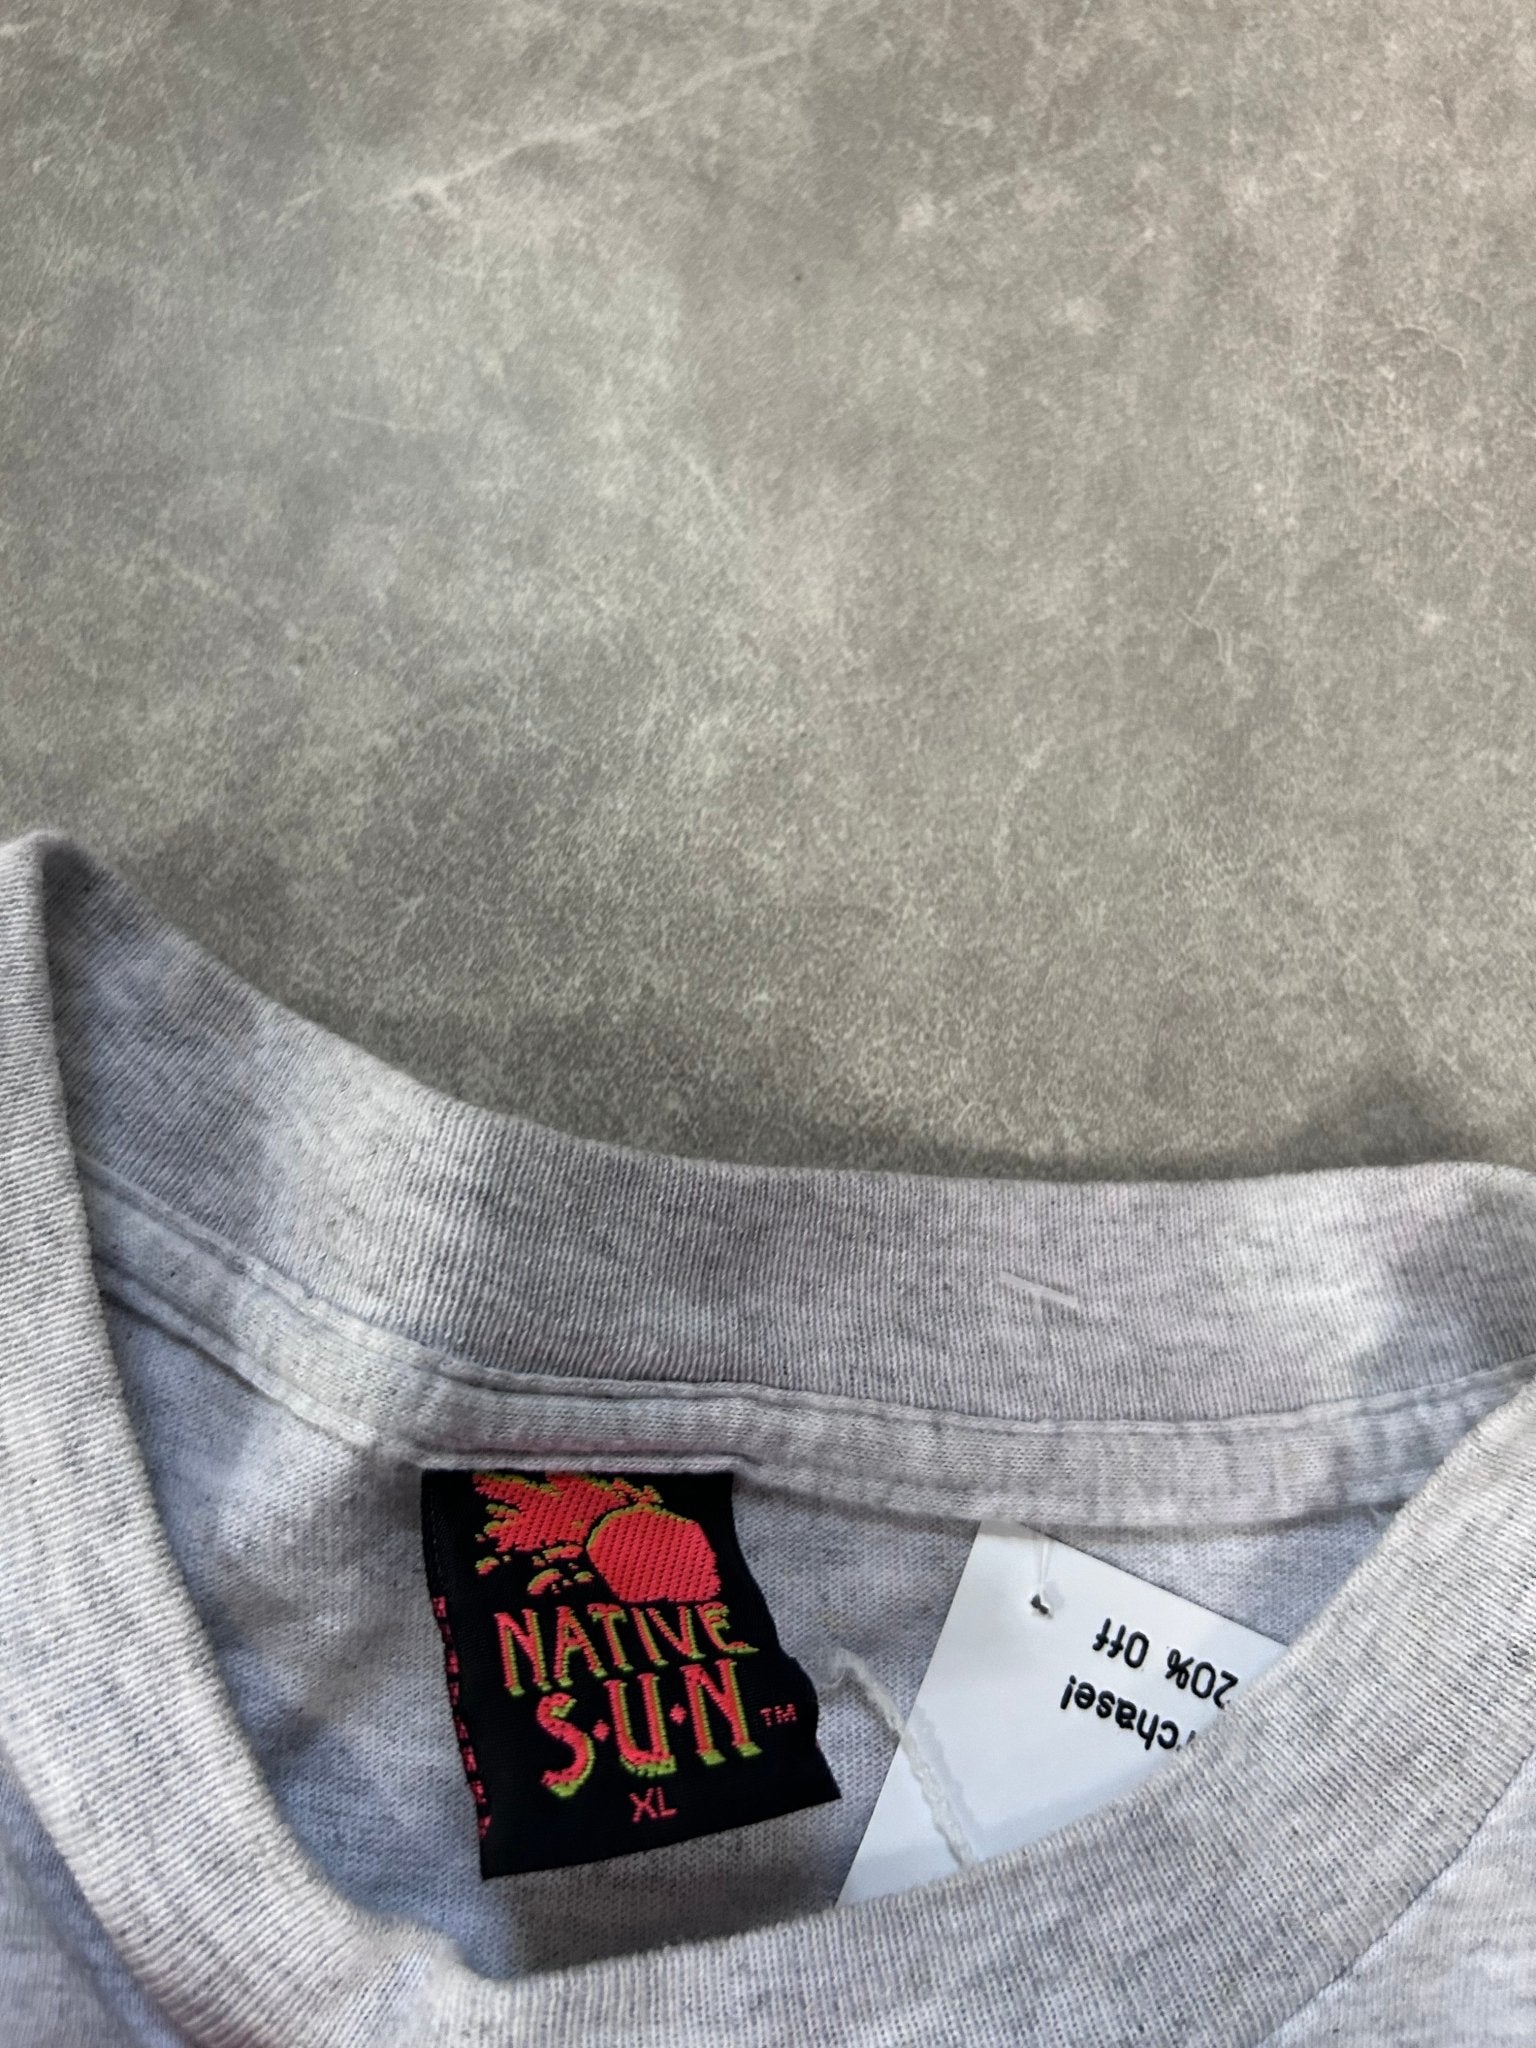 NATIVE
S·U·N™
XL
20% Off
chase!